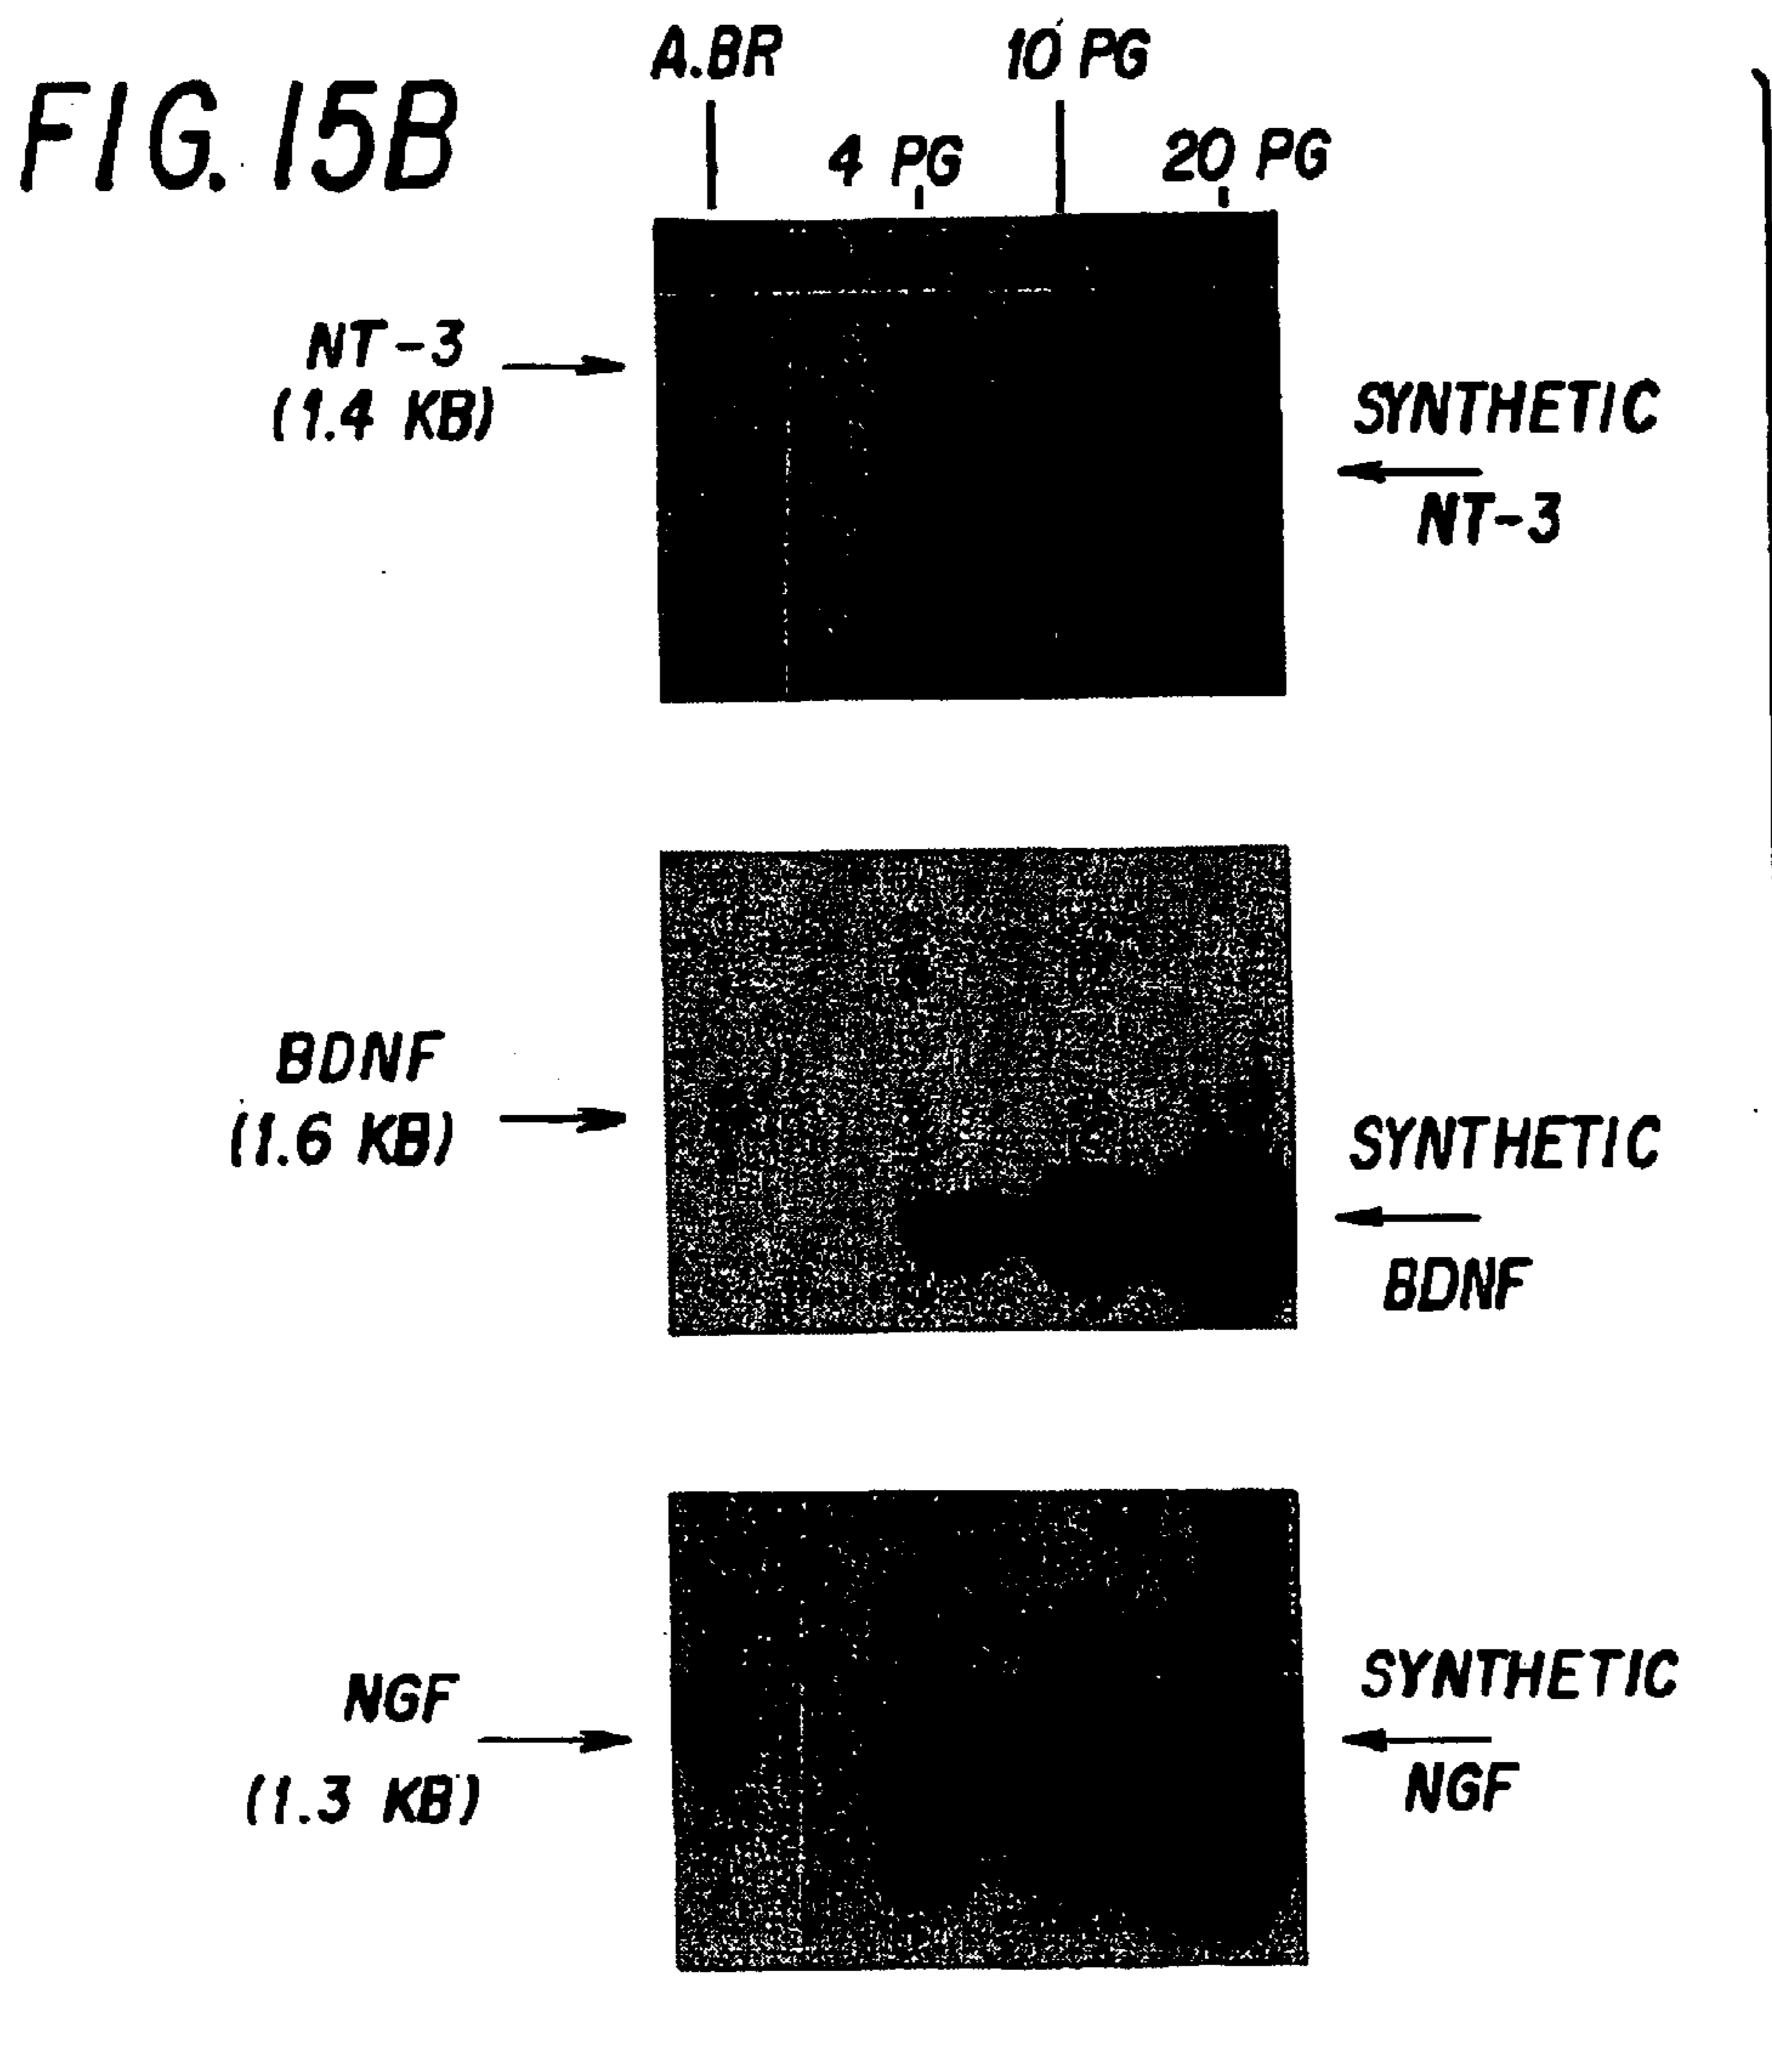 FIG. 15B
A.BR
10 PG
4 PG
20 PG
NT-3
(1.4 KB)
SYNTHETIC
NT-3
BDNF
(1.6 KB)
SYNTHETIC
BDNF
NGF
(1.3 KB)
SYNTHETIC
NGF